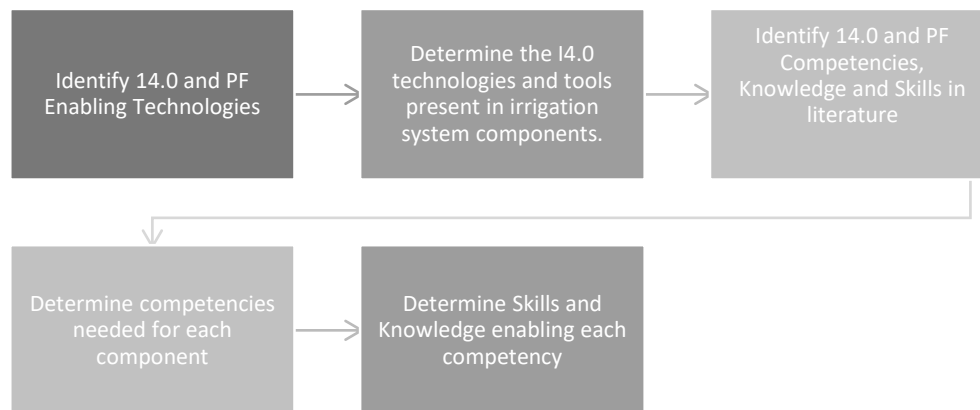 Identify 14.0 and PF
Enabling Technologies
Determine the I4.0
technologies and tools
present in irrigation
system components.
Identify 14.0 and PF
Competencies,
Knowledge and Skills in
literature
Determine competencies
needed for each
component
Determine Skills and
Knowledge enabling each
competency